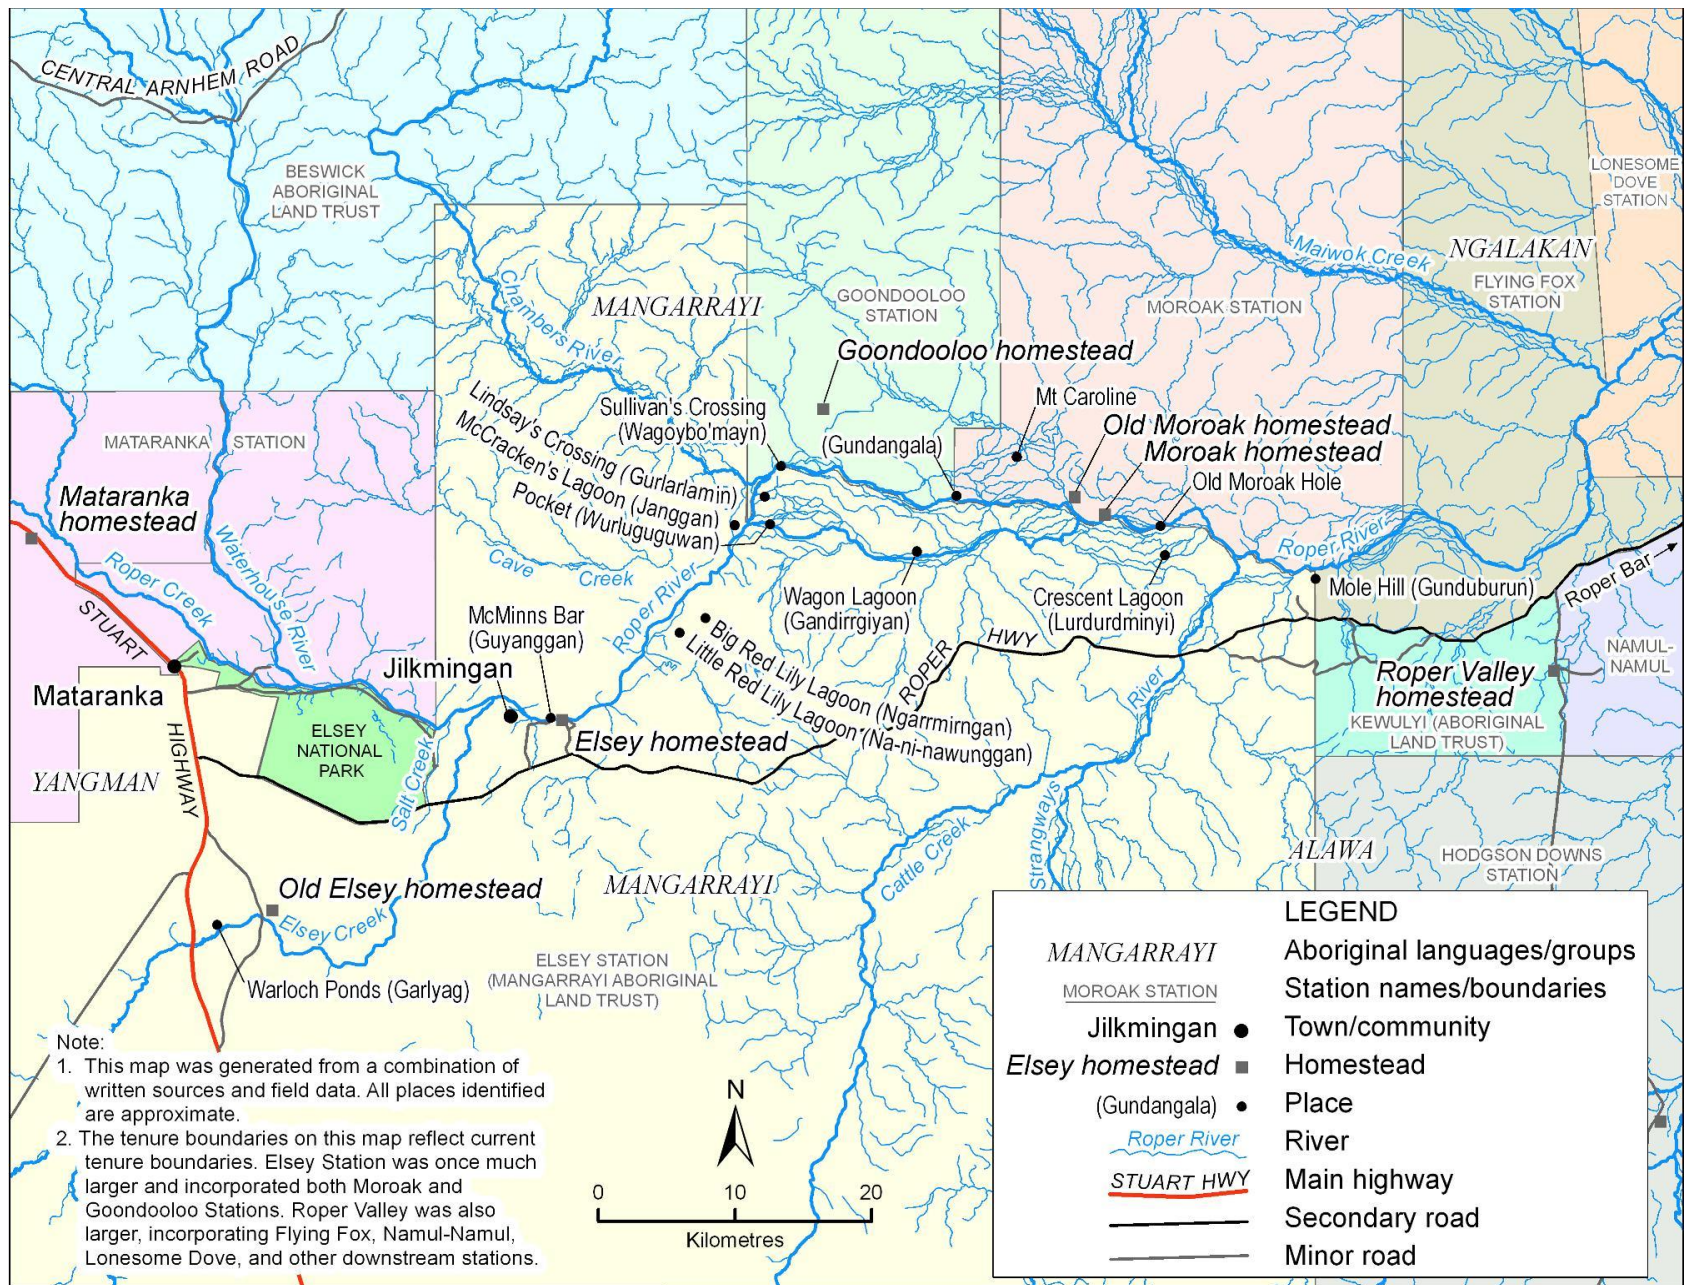 CENTRAL ARNHEM ROAD
BESWICK
ABORIGINAL
LAND TRUST
LONESOME
DOVE
STATION
NGALAKAN
Maiwok Creek
FLYING FOX
STATION
Chambers River
MANGARRAYI
GOONDOOLOO
STATION
MOROAK STATION
Goondooloo homestead
Lindsay's Crossing (Gurlarlamin)
McCracken's Lagoon (Janggan)
Pocket (Wurluguguwan)
Sullivan's Crossing
(Wagoybo'mayn)
(Gundangala)
Mt Caroline
Old Moroak homestead
Moroak homestead
Old Moroak Hole
MATARANKA STATION
Mataranka
homestead
Waterhouse River
Roper Creek
STUART
HIGHWAY
Cave Creek
Roper River
Roper River
McMinns Bar
(Guyanggan)
Jilkmingan
Wagon Lagoon
(Gandirrgiyan)
Crescent Lagoon
(Lurdurdminyi)
Mole Hill (Gunduburun)
Roper Bar
Big Red Lily Lagoon (Ngarrmirngan)
Little Red Lily Lagoon (Na-ni-nawunggan)
ROPER HWY
NAMUL-
NAMUL
Roper Valley
homestead
KEWULYI (ABORIGINAL
LAND TRUST)
Mataranka
ELSEY
NATIONAL
PARK
Elsey homestead
YANGMAN
Salt Creek
Strangways River
Cattle Creek
ALAWA
HODGSON DOWNS
STATION
Old Elsey homestead
MANGARRAYI
Elsey Creek
ELSEY STATION
(MANGARRAYI ABORIGINAL
LAND TRUST)
Warloch Ponds (Garlyag)
Note:
1. This map was generated from a combination of
written sources and field data. All places identified
are approximate.
2. The tenure boundaries on this map reflect current
tenure boundaries. Elsey Station was once much
larger and incorporated both Moroak and
Goondooloo Stations. Roper Valley was also
larger, incorporating Flying Fox, Namul-Namul,
Lonesome Dove, and other downstream stations.
N
0 10 20
Kilometres
LEGEND
MANGARRAYI Aboriginal languages/groups
MOROAK STATION Station names/boundaries
Jilkmingan Town/community
Elsey homestead Homestead
(Gundangala) Place
Roper River River
STUART HWY Main highway
Secondary road
Minor road